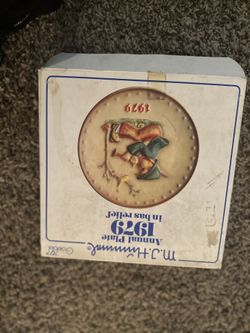 M.J. Hummel ®
Goebel
Annual Plate
1979
in bas relief
1979